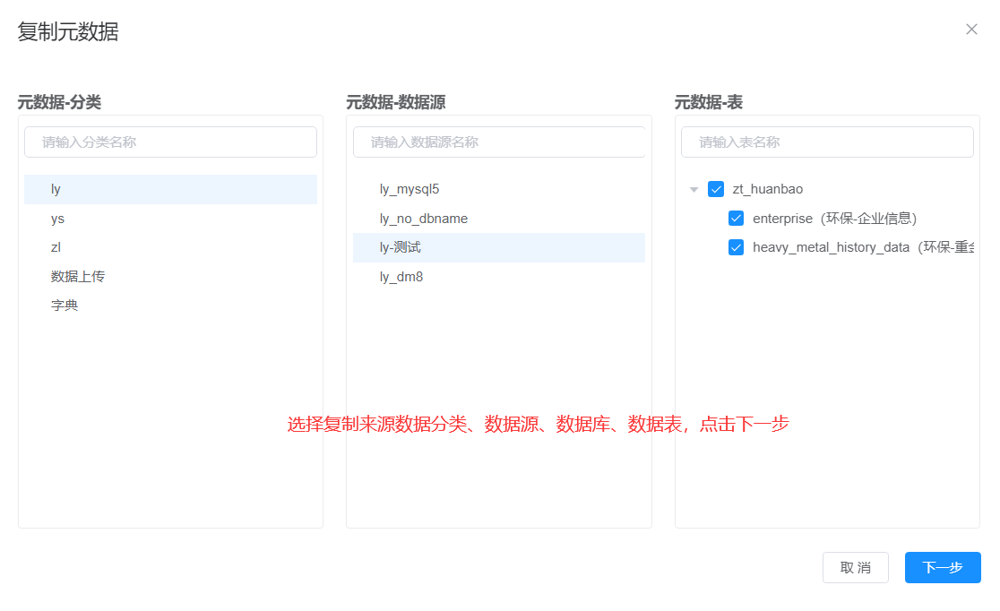 复制元数据
元数据-分类
请输入分类名称
ly
ys
zl
数据上传
字典
元数据-数据源
请输入数据源名称
ly_mysql5
ly_no_dbname
ly-测试
ly_dm8
元数据-表
请输入表名称
zt_huanbao
enterprise（环保-企业信息）
heavy_metal_history_data（环保-重
选择复制来源数据分类、数据源、数据库、数据表，点击下一步
取 消
下一步